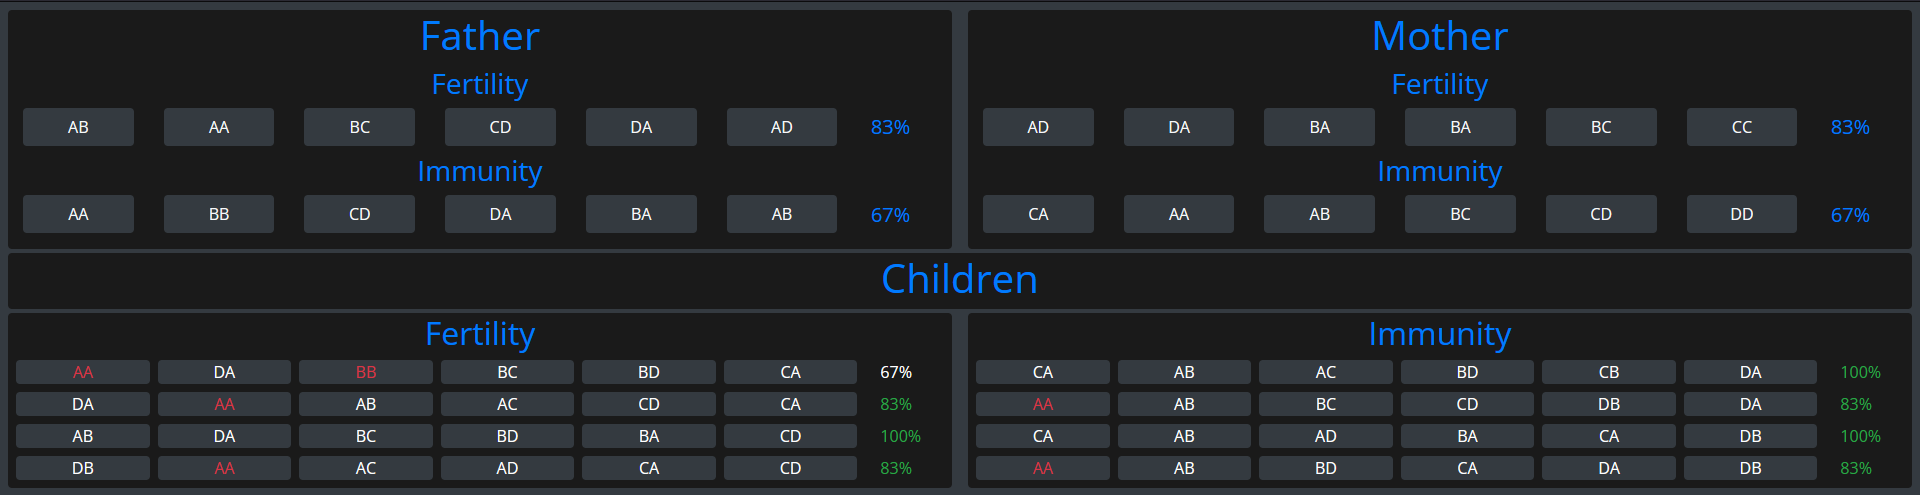 Father
Fertility
AB AA BC CD DA AD 83%
Immunity
AA BB CD DA BA AB 67%
Mother
Fertility
AD DA BA BA BC CC 83%
Immunity
CA AA AB BC CD DD 67%
Children
Fertility
AA DA BB BC BD CA 67%
DA AA AB AC CD CA 83%
AB DA BC BD BA CD 100%
DB AA AC AD CA CD 83%
Immunity
CA AB AC BD CB DA 100%
AA AB BC CD DB DA 83%
CA AB AD BA CA DB 100%
AA AB BD CA DA DB 83%